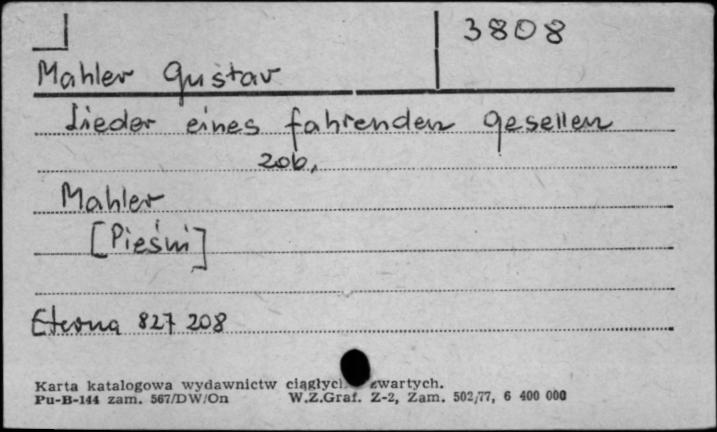 3808
Mahler Gustav
Lieder eines fahrenden gesellen
zob.
Mahler
[Pieśni]
Eterna 827 208
Karta katalogowa wydawnictw ciągłych zwartych.
Pu-B-144 zam. 567/DW/On W.Z.Graf. Z-2, Zam. 502/77, 6 400 000